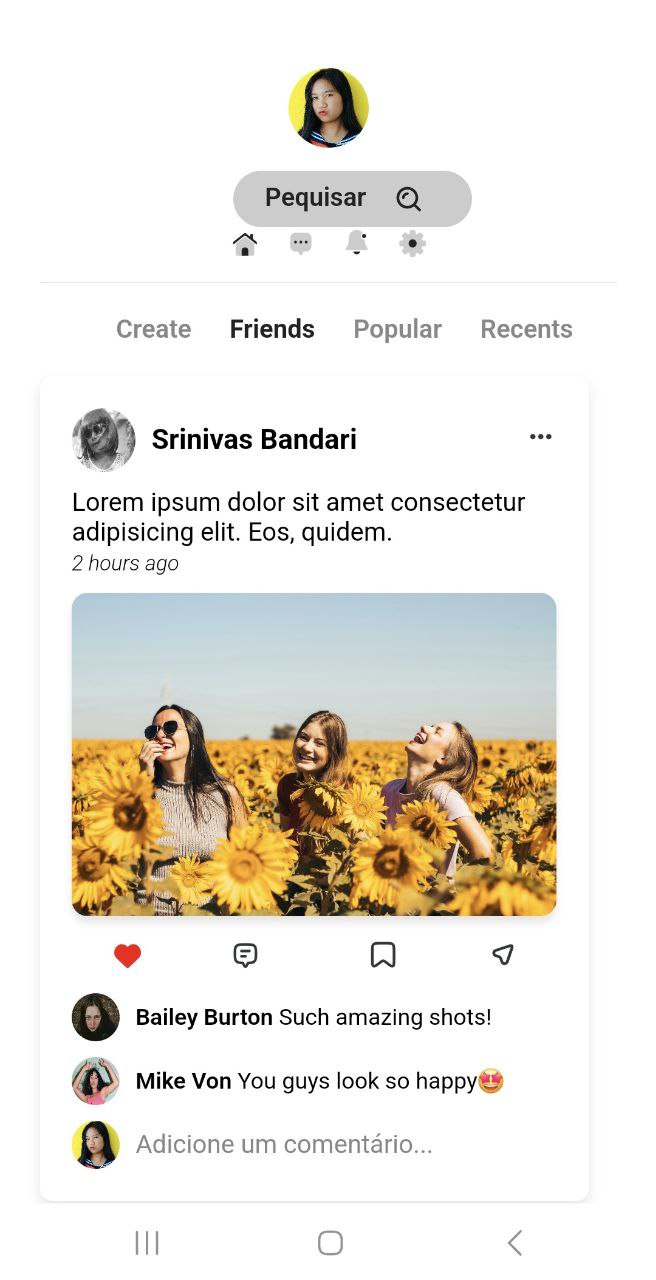 Pequisar
Create Friends Popular Recents
Srinivas Bandari
Lorem ipsum dolor sit amet consectetur
adipisicing elit. Eos, quidem.
2 hours ago
Bailey Burton Such amazing shots!
Mike Von You guys look so happy🤩
Adicione um comentário...